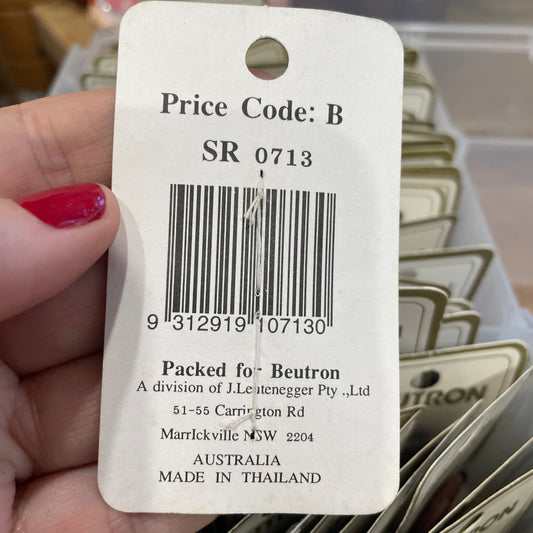 Price Code: B
SR 0713
9 312919 107130
Packed for Beutron
A division of J.Leutenegger Pty .,Ltd
51-55 Carrington Rd
MarrIckville NSW 2204
AUSTRALIA
MADE IN THAILAND
BEUTRON